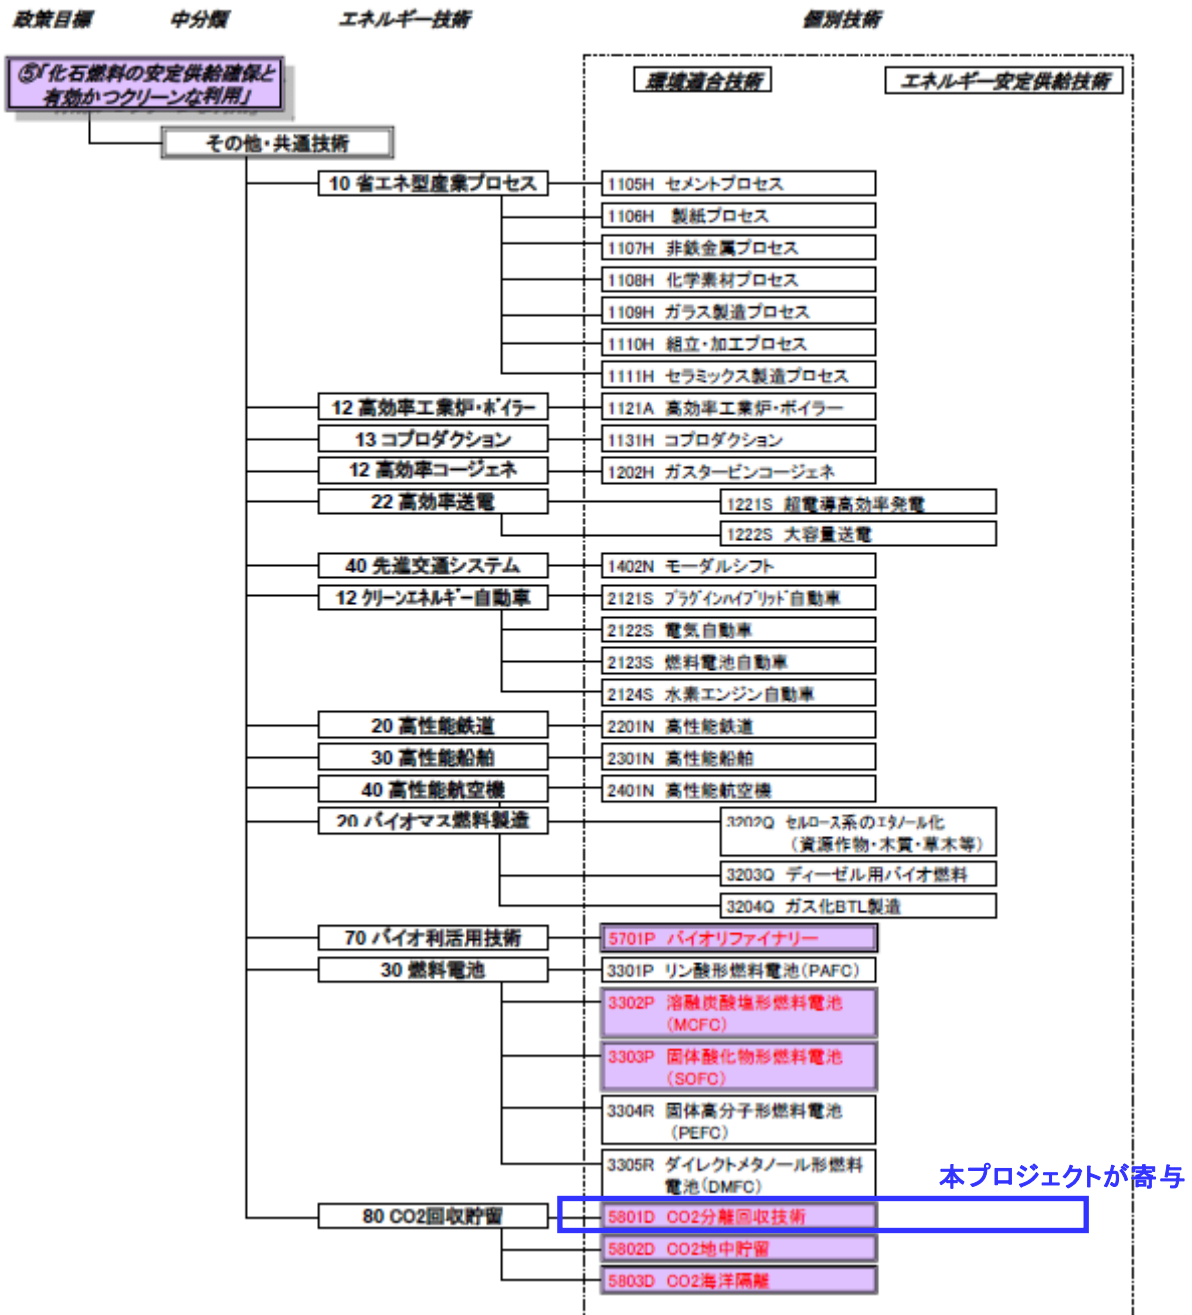 政策目標 中分類 エネルギー技術 個別技術
⑤「化石燃料の安定供給確保と
有効かつクリーンな利用」
環境適合技術 エネルギー安定供給技術
その他・共通技術
10 省エネ型産業プロセス 1105H セメントプロセス
1106H 製紙プロセス
1107H 非鉄金属プロセス
1108H 化学素材プロセス
1109H ガラス製造プロセス
1110H 組立・加工プロセス
1111H セラミックス製造プロセス
12 高効率工業炉・ボイラー 1121A 高効率工業炉・ボイラー
13 コプロダクション 1131H コプロダクション
12 高効率コージェネ 1202H ガスタービンコージェネ
22 高効率送電 1221S 超電導高効率発電
1222S 大容量送電
40 先進交通システム 1402N モーダルシフト
12 クリーンエネルギー自動車 2121S プラグインハイブリッド自動車
2122S 電気自動車
2123S 燃料電池自動車
2124S 水素エンジン自動車
20 高性能鉄道 2201N 高性能鉄道
30 高性能船舶 2301N 高性能船舶
40 高性能航空機 2401N 高性能航空機
20 バイオマス燃料製造 3202Q セルロース系のエタノール化
（資源作物・木質・草木等）
3203Q ディーゼル用バイオ燃料
3204Q ガス化BTL製造
70 バイオ利活用技術 5701P バイオリファイナリー
30 燃料電池 3301P リン酸形燃料電池(PAFC)
3302P 溶融炭酸塩形燃料電池
(MCFC)
3303P 固体酸化物形燃料電池
(SOFC)
3304R 固体高分子形燃料電池
(PEFC)
3305R ダイレクトメタノール形燃料
電池(DMFC)
本プロジェクトが寄与
80 CO2回収貯留 5801D CO2分離回収技術
5802D CO2地中貯留
5803D CO2海洋隔離